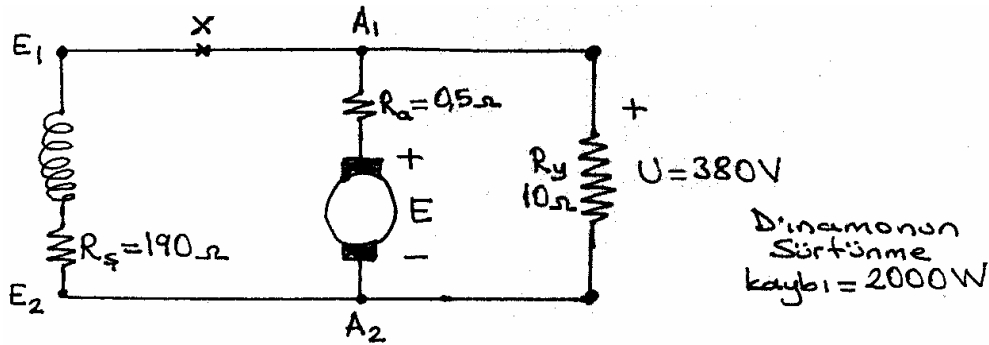 E₁
X
A₁
Rₐ=0,5Ω
+
E
−
Rş=190Ω
E₂
A₂
Ry
10Ω
+
U=380V
Dinamonun
Sürtünme
kaybı=2000W